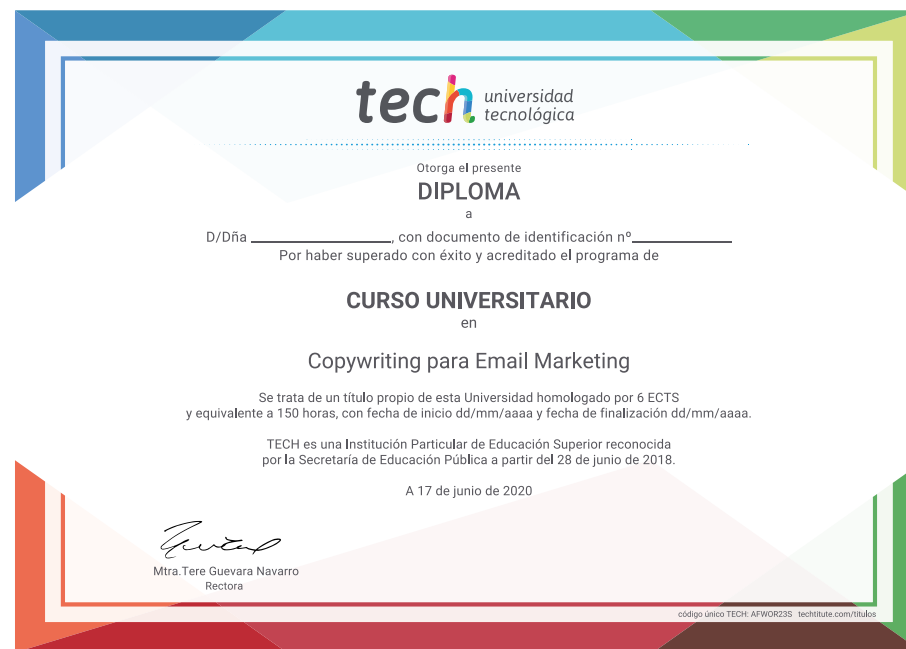 tech universidad
tecnológica
Otorga el presente
DIPLOMA
a
D/Dña ____________________, con documento de identificación nº______________
Por haber superado con éxito y acreditado el programa de
CURSO UNIVERSITARIO
en
Copywriting para Email Marketing
Se trata de un título propio de esta Universidad homologado por 6 ECTS
y equivalente a 150 horas, con fecha de inicio dd/mm/aaaa y fecha de finalización dd/mm/aaaa.
TECH es una Institución Particular de Educación Superior reconocida
por la Secretaría de Educación Pública a partir del 28 de junio de 2018.
A 17 de junio de 2020
Mtra.Tere Guevara Navarro
Rectora
código único TECH: AFWOR23S techtitute.com/titulos